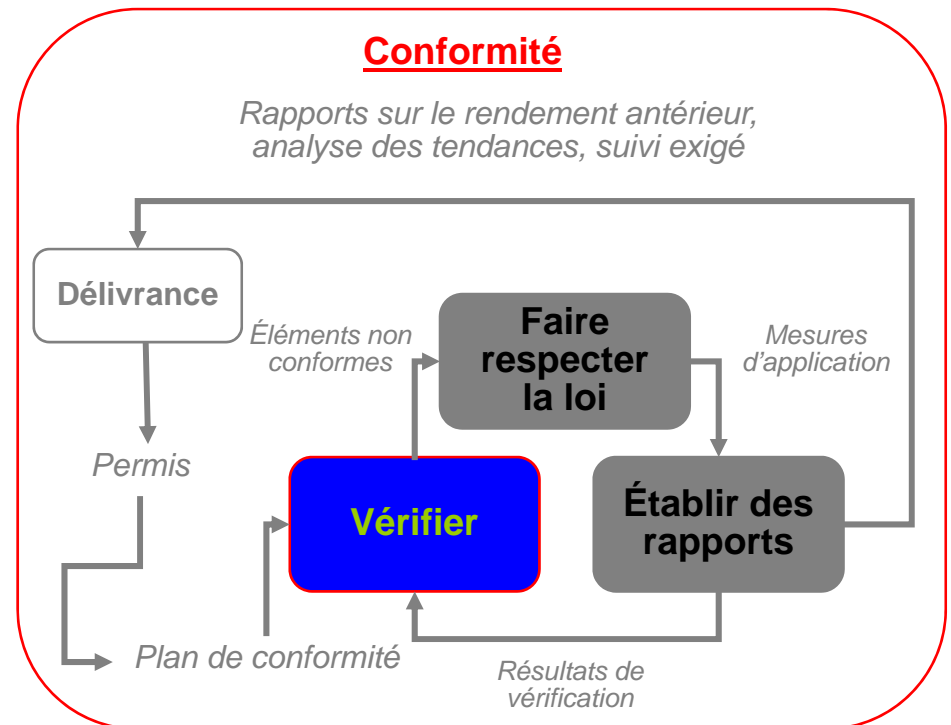 Conformité
Rapports sur le rendement antérieur,
analyse des tendances, suivi exigé
Délivrance
Éléments non
conformes
Faire
respecter
la loi
Mesures
d'application
Permis
Vérifier
Établir des
rapports
Plan de conformité
Résultats de
vérification